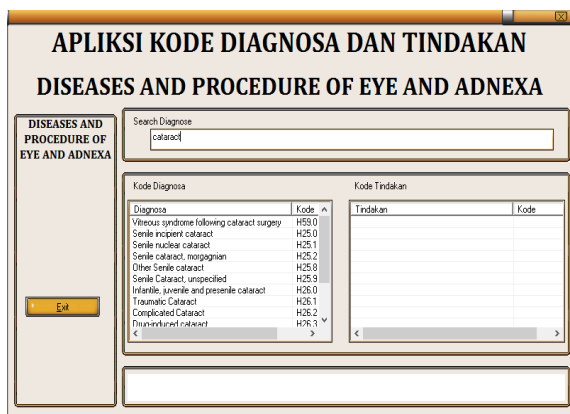 APLIKSI KODE DIAGNOSA DAN TINDAKAN
DISEASES AND PROCEDURE OF EYE AND ADNEXA
DISEASES AND
PROCEDURE OF
EYE AND ADNEXA
Exit
Search Diagnose
cataract
Kode Diagnosa
Diagnosa Kode
Vitreous syndrome following cataract surgery H59.0
Senile incipient cataract H25.0
Senile nuclear cataract H25.1
Senile cataract, morgagnian H25.2
Other Senile cataract H25.8
Senile Cataract, unspecified H25.9
Infantile, juvenile and presenile cataract H26.0
Traumatic Cataract H26.1
Complicated Cataract H26.2
Drug-induced cataract H26.3
Kode Tindakan
Tindakan Kode